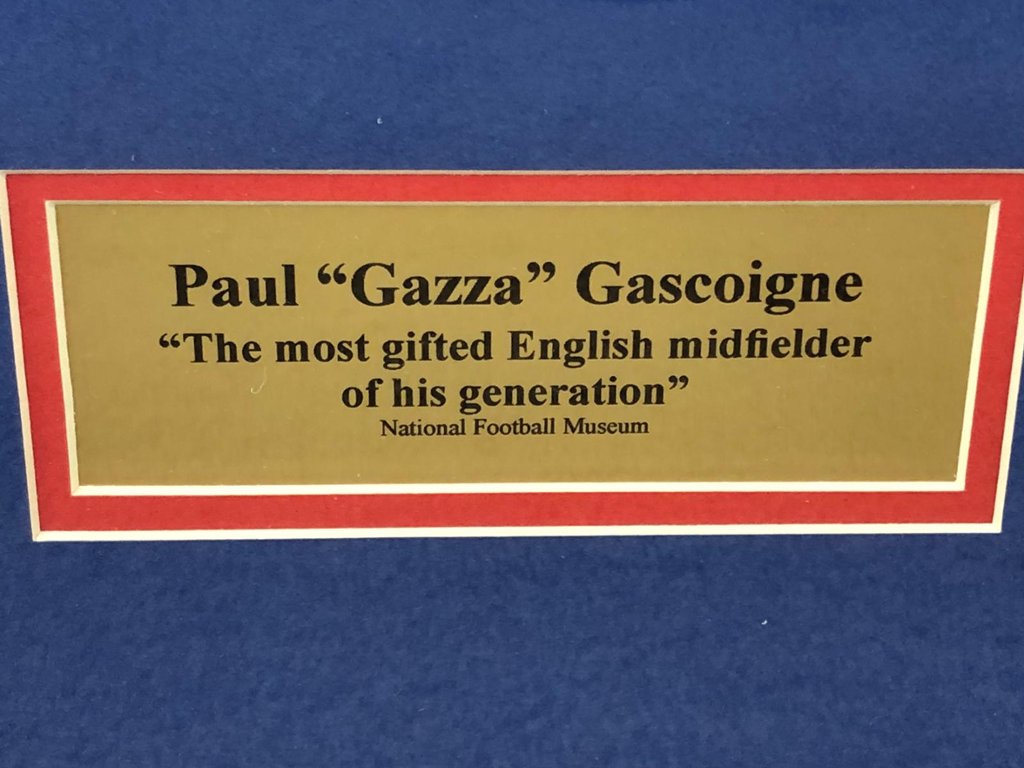 Paul “Gazza” Gascoigne
“The most gifted English midfielder
of his generation”
National Football Museum